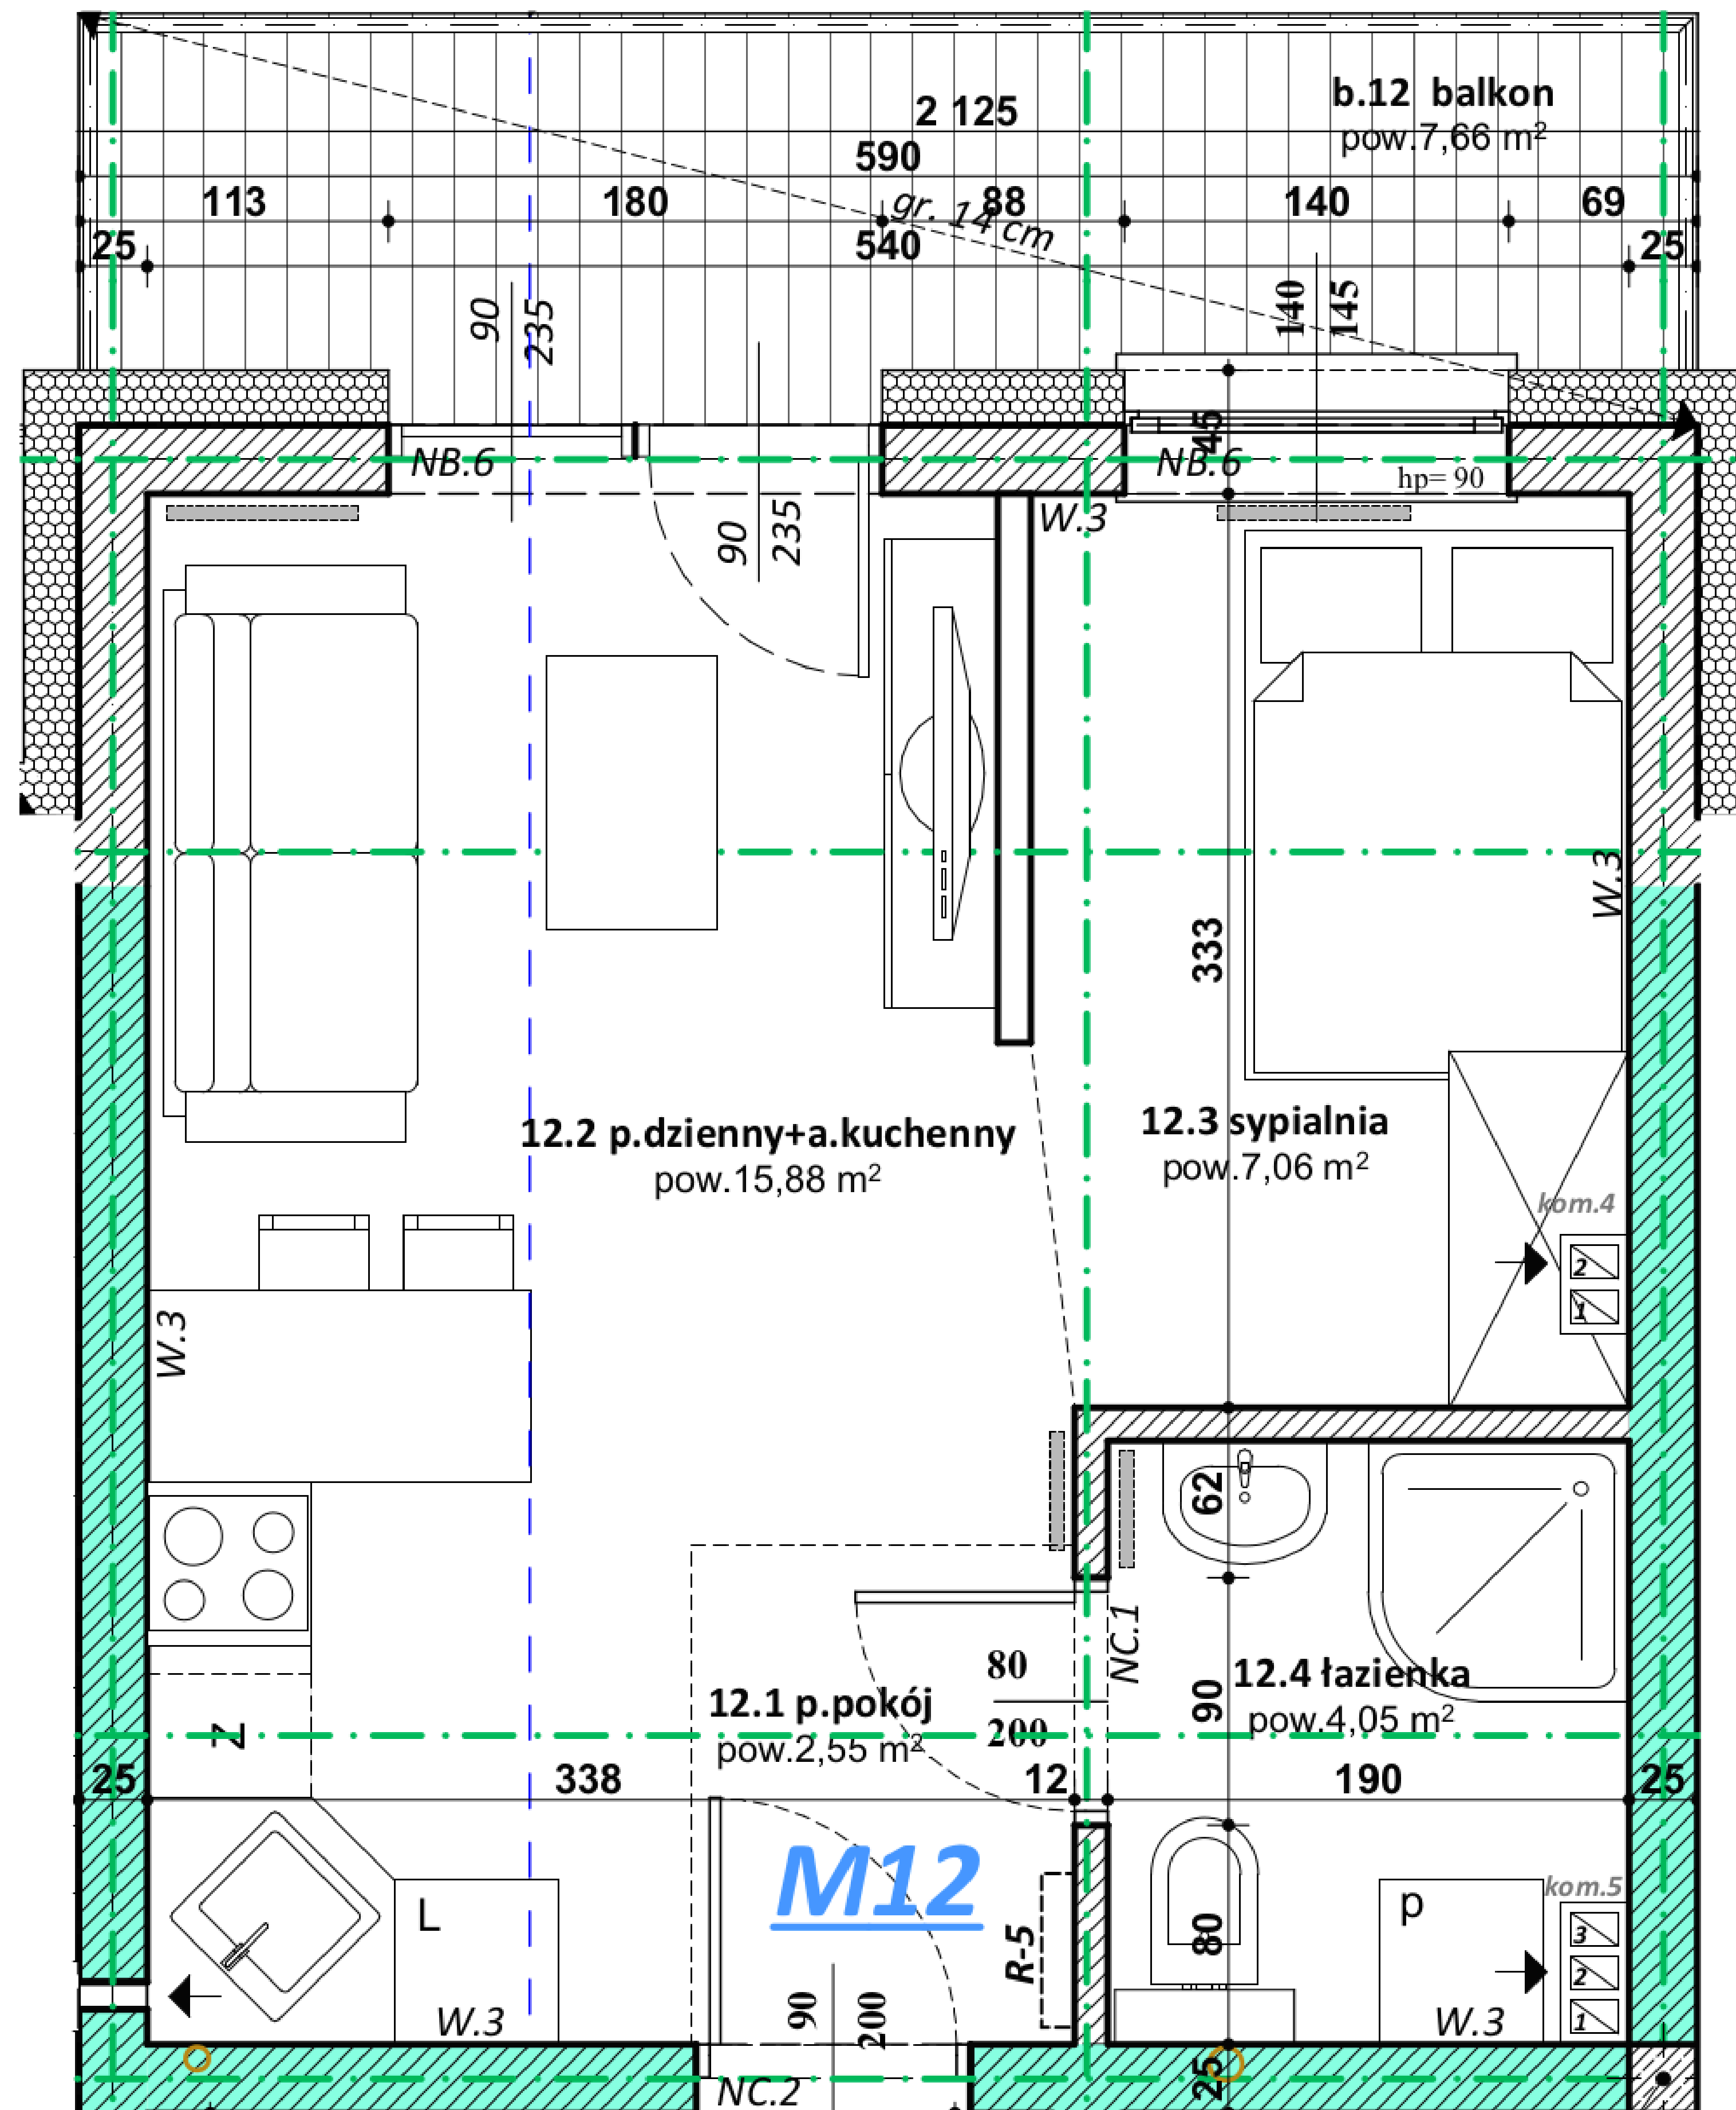 b.12 balkon
pow.7,66 m²
2 125
590
113
180
88
140
69
gr. 14 cm
25
540
25
90
235
140
145
45
NB.6
NB.6
hp= 90
90
235
W.3
W.3
333
12.2 p.dzienny+a.kuchenny
pow.15,88 m²
12.3 sypialnia
pow.7,06 m²
kom.4
2
1
W.3
62
NC.1
80
200
90
12.4 łazienka
pow.4,05 m²
12.1 p.pokój
pow.2,55 m²
Z
25
338
12
190
25
M12
L
R-5
80
p
kom.5
3
2
1
W.3
W.3
90
200
NC.2
25